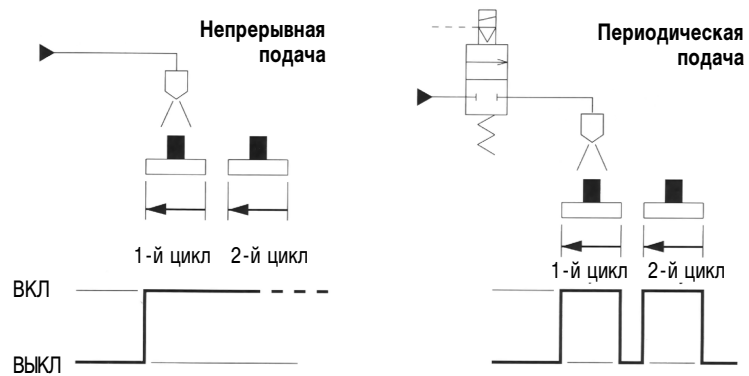 Непрерывная
подача
Периодическая
подача
1-й цикл 2-й цикл
1-й цикл 2-й цикл
ВКЛ
ВЫКЛ